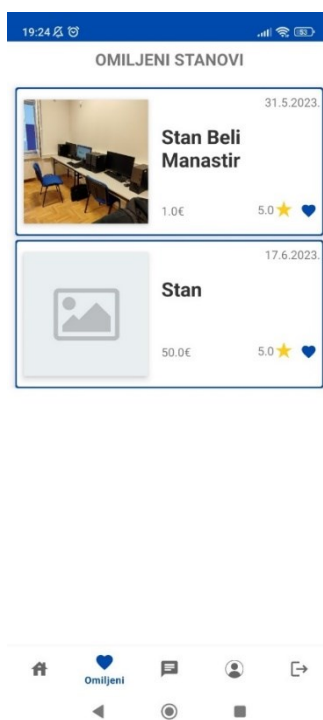 19:24
OMILJENI STANOVI
31.5.2023.
Stan Beli
Manastir
1.0€
5.0
17.6.2023.
Stan
50.0€
5.0
Omiljeni